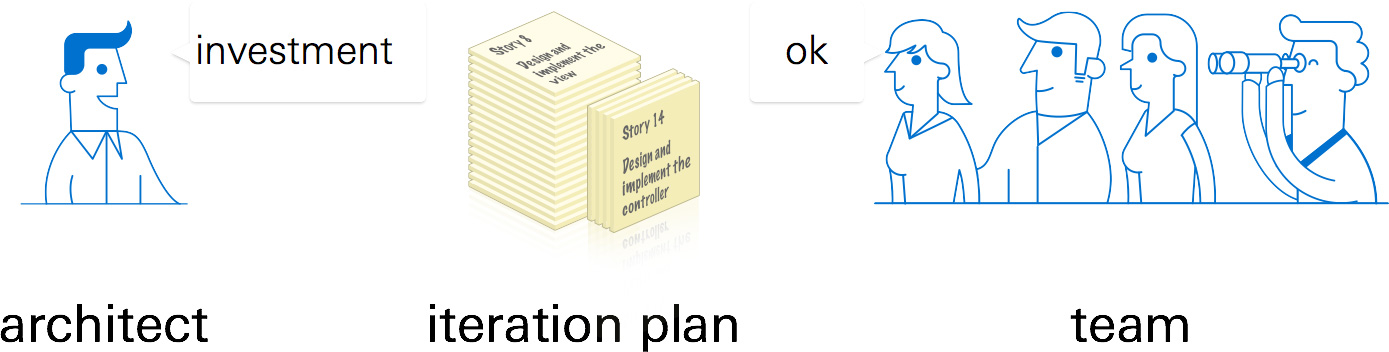 investment
Story 8
Design and
implement the
view
Story 14
Design and
implement the
controller
ok
architect
iteration plan
team